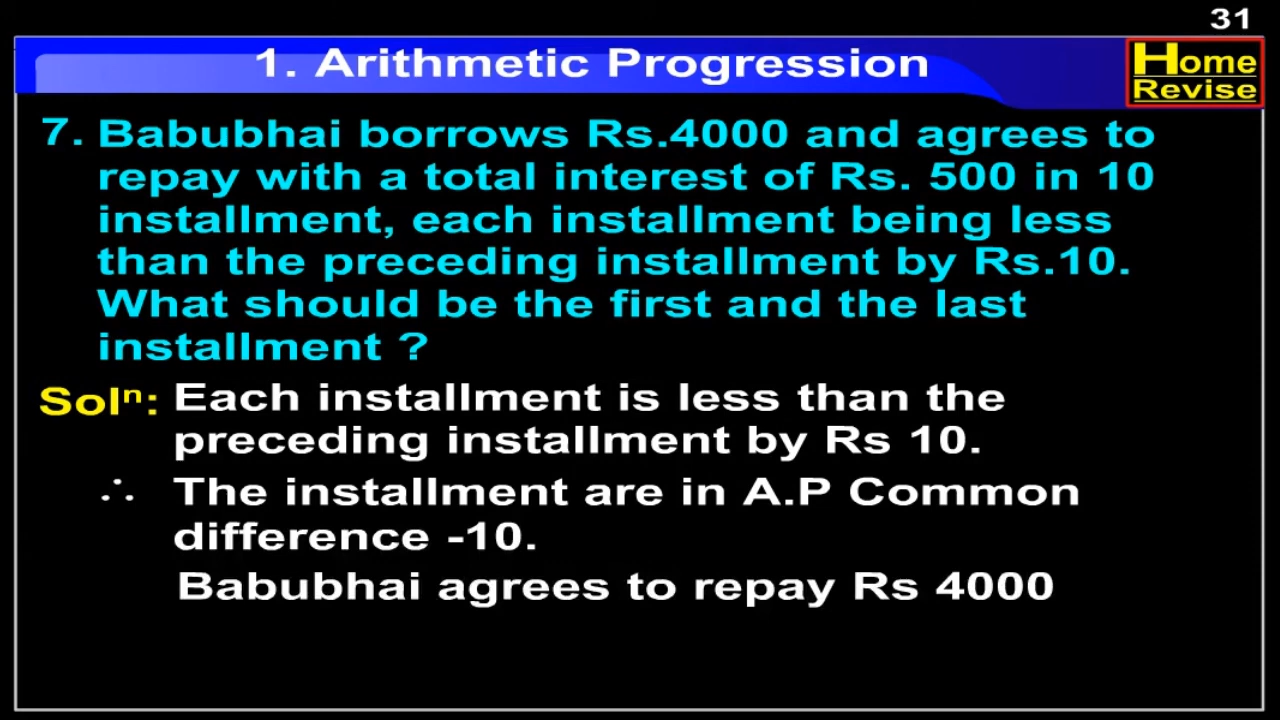 31
1. Arithmetic Progression
Home
Revise
7. Babubhai borrows Rs.4000 and agrees to
repay with a total interest of Rs. 500 in 10
installment, each installment being less
than the preceding installment by Rs.10.
What should be the first and the last
installment ?
Solⁿ: Each installment is less than the
preceding installment by Rs 10.
∴ The installment are in A.P Common
difference -10.
Babubhai agrees to repay Rs 4000